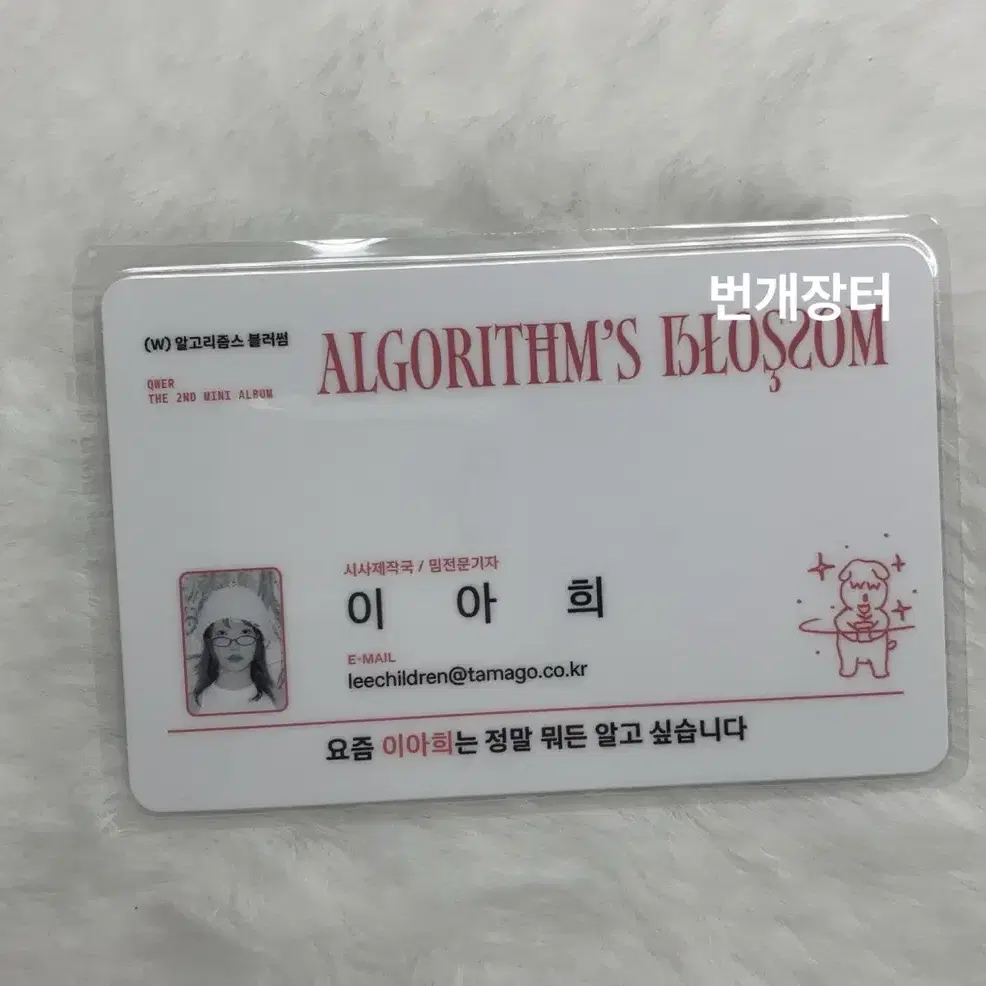 번개장터
(W) 알고리즘스 블러썸
ALGORITHM'S BLOSSOM
QWER
THE 2ND MINI ALBUM
시사제작국 / 밈전문기자
이 아 희
E-MAIL
leechildren@tamago.co.kr
요즘 이아희는 정말 뭐든 알고 싶습니다